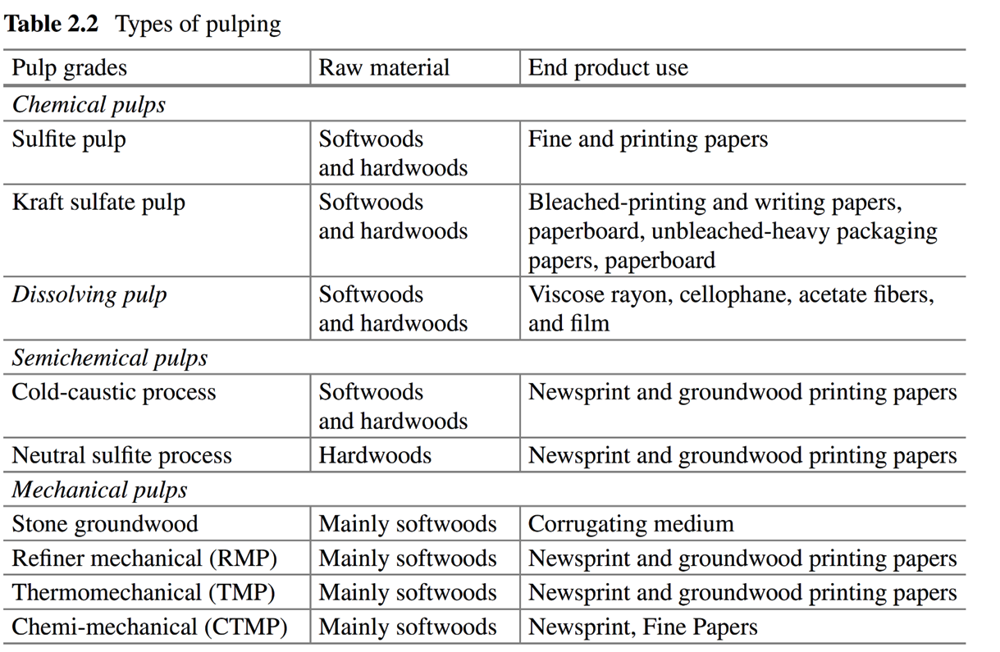 Table 2.2 Types of pulping
Pulp grades Raw material End product use
Chemical pulps
Sulfite pulp Softwoods Fine and printing papers
and hardwoods
Kraft sulfate pulp Softwoods Bleached-printing and writing papers,
and hardwoods paperboard, unbleached-heavy packaging
papers, paperboard
Dissolving pulp Softwoods Viscose rayon, cellophane, acetate fibers,
and hardwoods and film
Semichemical pulps
Cold-caustic process Softwoods Newsprint and groundwood printing papers
and hardwoods
Neutral sulfite process Hardwoods Newsprint and groundwood printing papers
Mechanical pulps
Stone groundwood Mainly softwoods Corrugating medium
Refiner mechanical (RMP) Mainly softwoods Newsprint and groundwood printing papers
Thermomechanical (TMP) Mainly softwoods Newsprint and groundwood printing papers
Chemi-mechanical (CTMP) Mainly softwoods Newsprint, Fine Papers